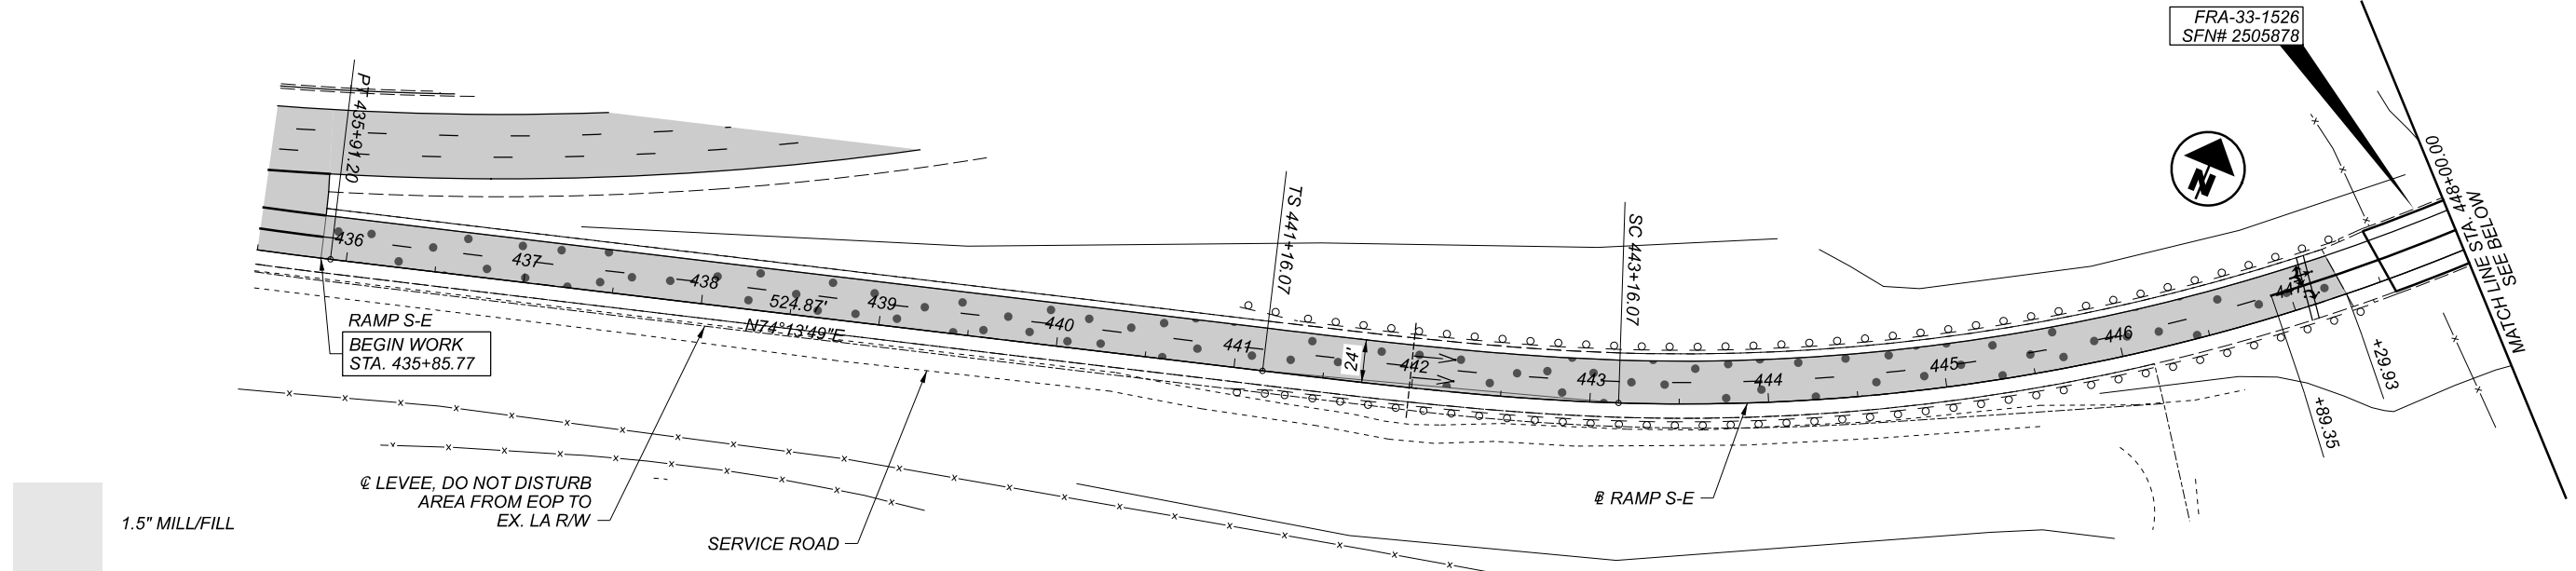 FRA-33-1526
SFN# 2505878
PT 435+91.20
TS 441+16.07
SC 443+16.07
N
MATCH LINE STA. 448+00.00
SEE BELOW
436
437
438
524.87'
439
440
441
24'
442
443
444
445
446
N74°13'49"E
RAMP S-E
BEGIN WORK
STA. 435+85.77
+29.93
+89.35
℄ LEVEE, DO NOT DISTURB
AREA FROM EOP TO
EX. LA R/W
SERVICE ROAD
RAMP S-E
1.5" MILL/FILL